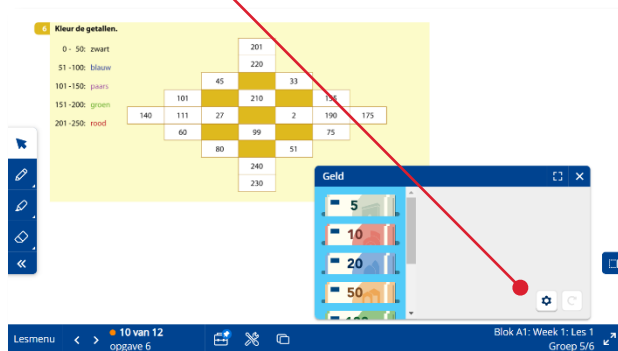 6 Kleur de getallen.
0 - 50: zwart
51 -100: blauw
101 -150: paars
151 -200: groen
201 -250: rood
201
220
45 33
101 210
140 111 27 2 190 175
60 99 75
80 51
240
230
Geld
5
10
20
50
Lesmenu
10 van 12
opgave 6
Blok A1: Week 1: Les 1
Groep 5/6